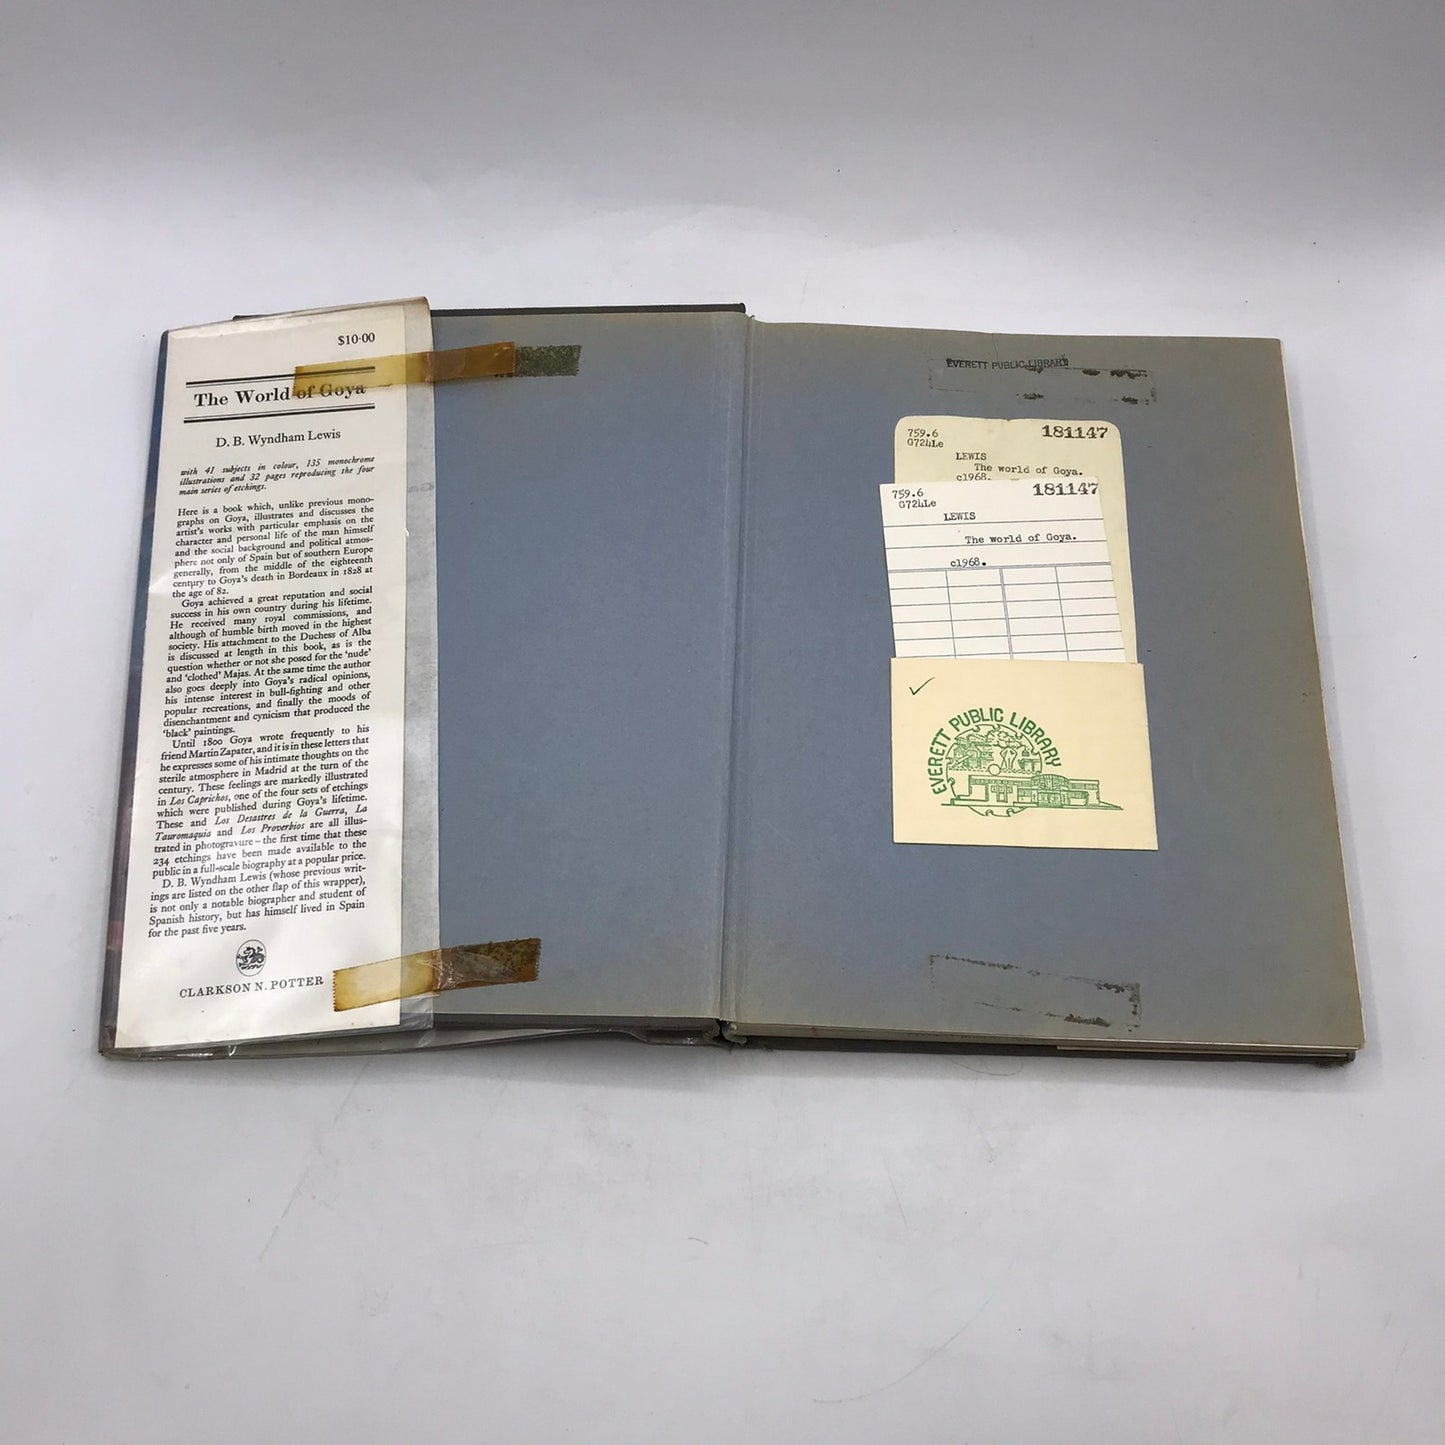 $10·00
The World of Goya
D. B. Wyndham Lewis
with 41 subjects in colour, 135 monochrome
illustrations and 32 pages reproducing the four
main series of etchings.
Here is a book which, unlike previous mono-
graphs on Goya, illustrates and discusses the
artist's works with particular emphasis on the
character and personal life of the man himself
and the social background and political atmos-
phere not only of Spain but of southern Europe
generally, from the middle of the eighteenth
century to Goya's death in Bordeaux in 1828 at
the age of 82.
Goya achieved a great reputation and social
success in his own country during his lifetime.
He received many royal commissions, and
although of humble birth moved in the highest
society. His attachment to the Duchess of Alba
is discussed at length in this book, as is the
question whether or not she posed for the 'nude'
and 'clothed' Majas. At the same time the author
also goes deeply into Goya's radical opinions,
his intense interest in bull-fighting and other
popular recreations, and finally the moods of
disenchantment and cynicism that produced the
'black' paintings.
Until 1800 Goya wrote frequently to his
friend Martin Zapater, and it is in these letters that
he expresses some of his intimate thoughts on the
sterile atmosphere in Madrid at the turn of the
century. These feelings are markedly illustrated
in Los Caprichos, one of the four sets of etchings
which were published during Goya's lifetime.
These and Los Desastres de la Guerra, La
Tauromaquia and Los Proverbios are all illus-
trated in photogravure – the first time that these
234 etchings have been made available to the
public in a full-scale biography at a popular price.
D. B. Wyndham Lewis (whose previous writ-
ings are listed on the other flap of this wrapper),
is not only a notable biographer and student of
Spanish history, but has himself lived in Spain
for the past five years.
CLARKSON N. POTTER
EVERETT PUBLIC LIBRARY
759.6 181147
G724Le
LEWIS
The world of Goya.
c1968.
759.6 181147
G724Le
LEWIS
The world of Goya.
c1968.
EVERETT PUBLIC LIBRARY